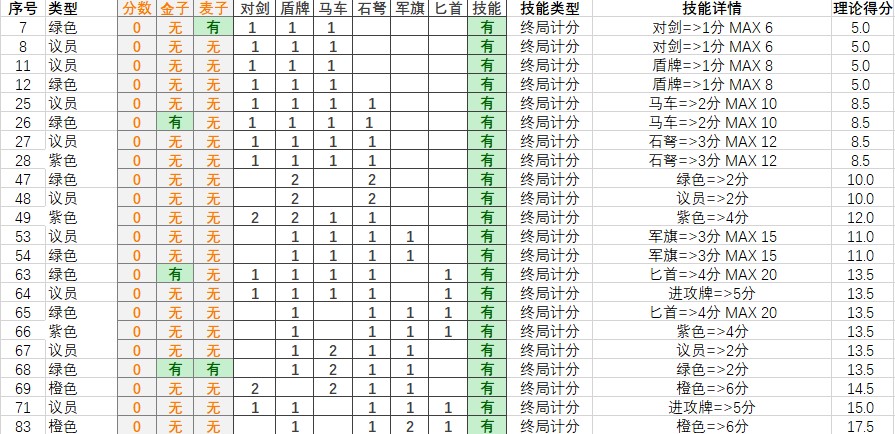 序号 类型 分数 金子 麦子 对剑 盾牌 马车 石弩 军旗 匕首 技能 技能类型 技能详情 理论得分
7 绿色 0 无 有 1 1 1 有 终局计分 对剑=>1分 MAX 6 5.0
8 议员 0 无 无 1 1 1 有 终局计分 对剑=>1分 MAX 6 5.0
11 议员 0 无 无 1 1 1 有 终局计分 盾牌=>1分 MAX 8 5.0
12 绿色 0 无 无 1 1 1 有 终局计分 盾牌=>1分 MAX 8 5.0
25 议员 0 无 无 1 1 1 1 有 终局计分 马车=>2分 MAX 10 8.5
26 绿色 0 有 无 1 1 1 1 有 终局计分 马车=>2分 MAX 10 8.5
27 议员 0 无 无 1 1 1 1 有 终局计分 石弩=>3分 MAX 12 8.5
28 紫色 0 无 无 1 1 1 1 有 终局计分 石弩=>3分 MAX 12 8.5
47 绿色 0 无 无 2 2 有 终局计分 绿色=>2分 10.0
48 议员 0 无 无 2 2 有 终局计分 议员=>2分 10.0
49 紫色 0 无 无 2 2 1 1 有 终局计分 紫色=>4分 12.0
53 议员 0 无 无 1 1 1 1 有 终局计分 军旗=>3分 MAX 15 11.0
54 绿色 0 无 无 1 1 1 1 有 终局计分 军旗=>3分 MAX 15 11.0
63 绿色 0 有 无 1 1 1 1 1 有 终局计分 匕首=>4分 MAX 20 13.5
64 议员 0 无 无 1 1 1 1 1 有 终局计分 进攻牌=>5分 13.5
65 绿色 0 无 无 1 1 1 1 有 终局计分 匕首=>4分 MAX 20 13.5
66 紫色 0 无 无 1 1 1 1 有 终局计分 紫色=>4分 13.5
67 议员 0 无 无 1 2 1 1 有 终局计分 议员=>2分 13.5
68 绿色 0 有 有 1 2 1 1 有 终局计分 绿色=>2分 13.5
69 橙色 0 无 无 2 2 1 1 有 终局计分 橙色=>6分 14.5
71 议员 0 无 无 1 1 1 1 1 有 终局计分 进攻牌=>5分 15.0
83 橙色 0 无 无 1 1 2 1 有 终局计分 橙色=>6分 17.5